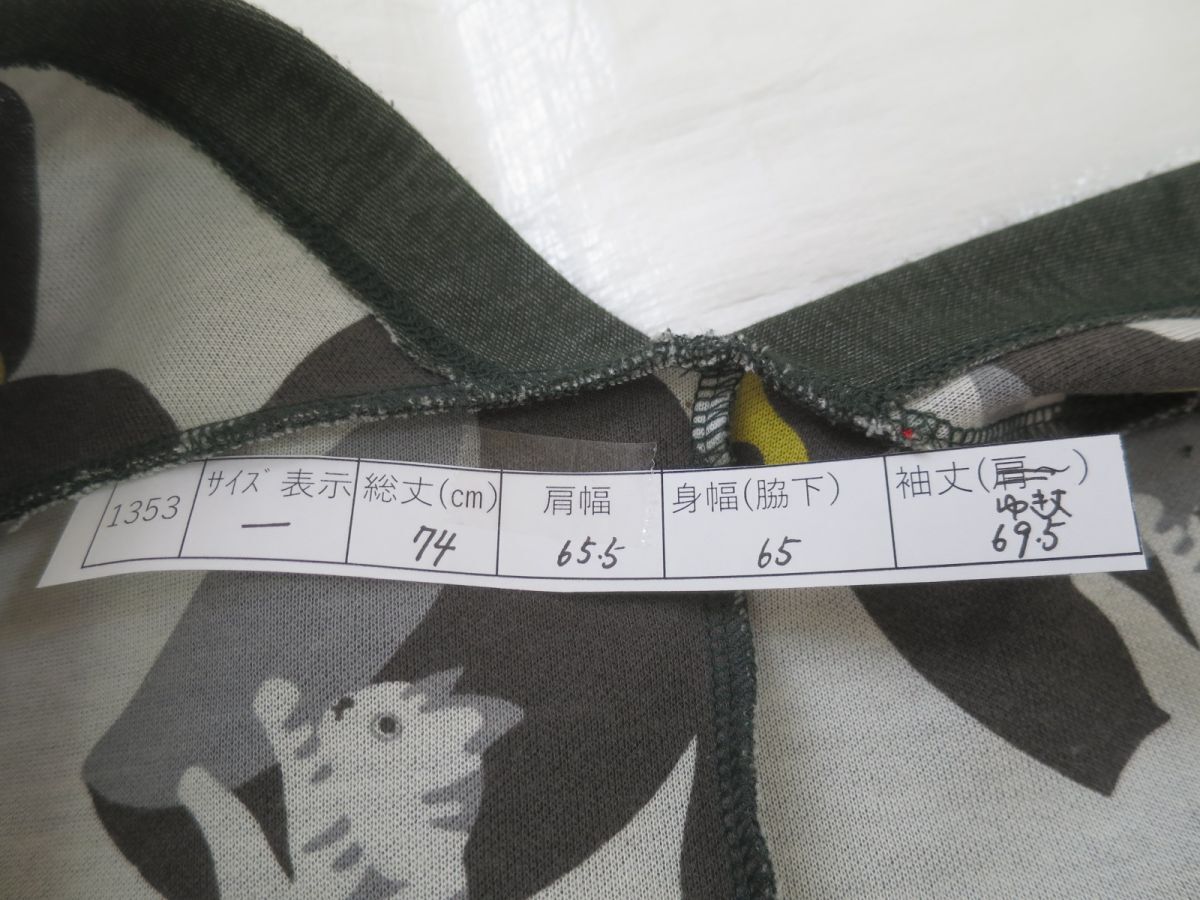 1353
サイズ 表示
—
総丈(cm)
74
肩幅
65.5
身幅(脇下)
65
袖丈(肩～)
ゆき丈
69.5